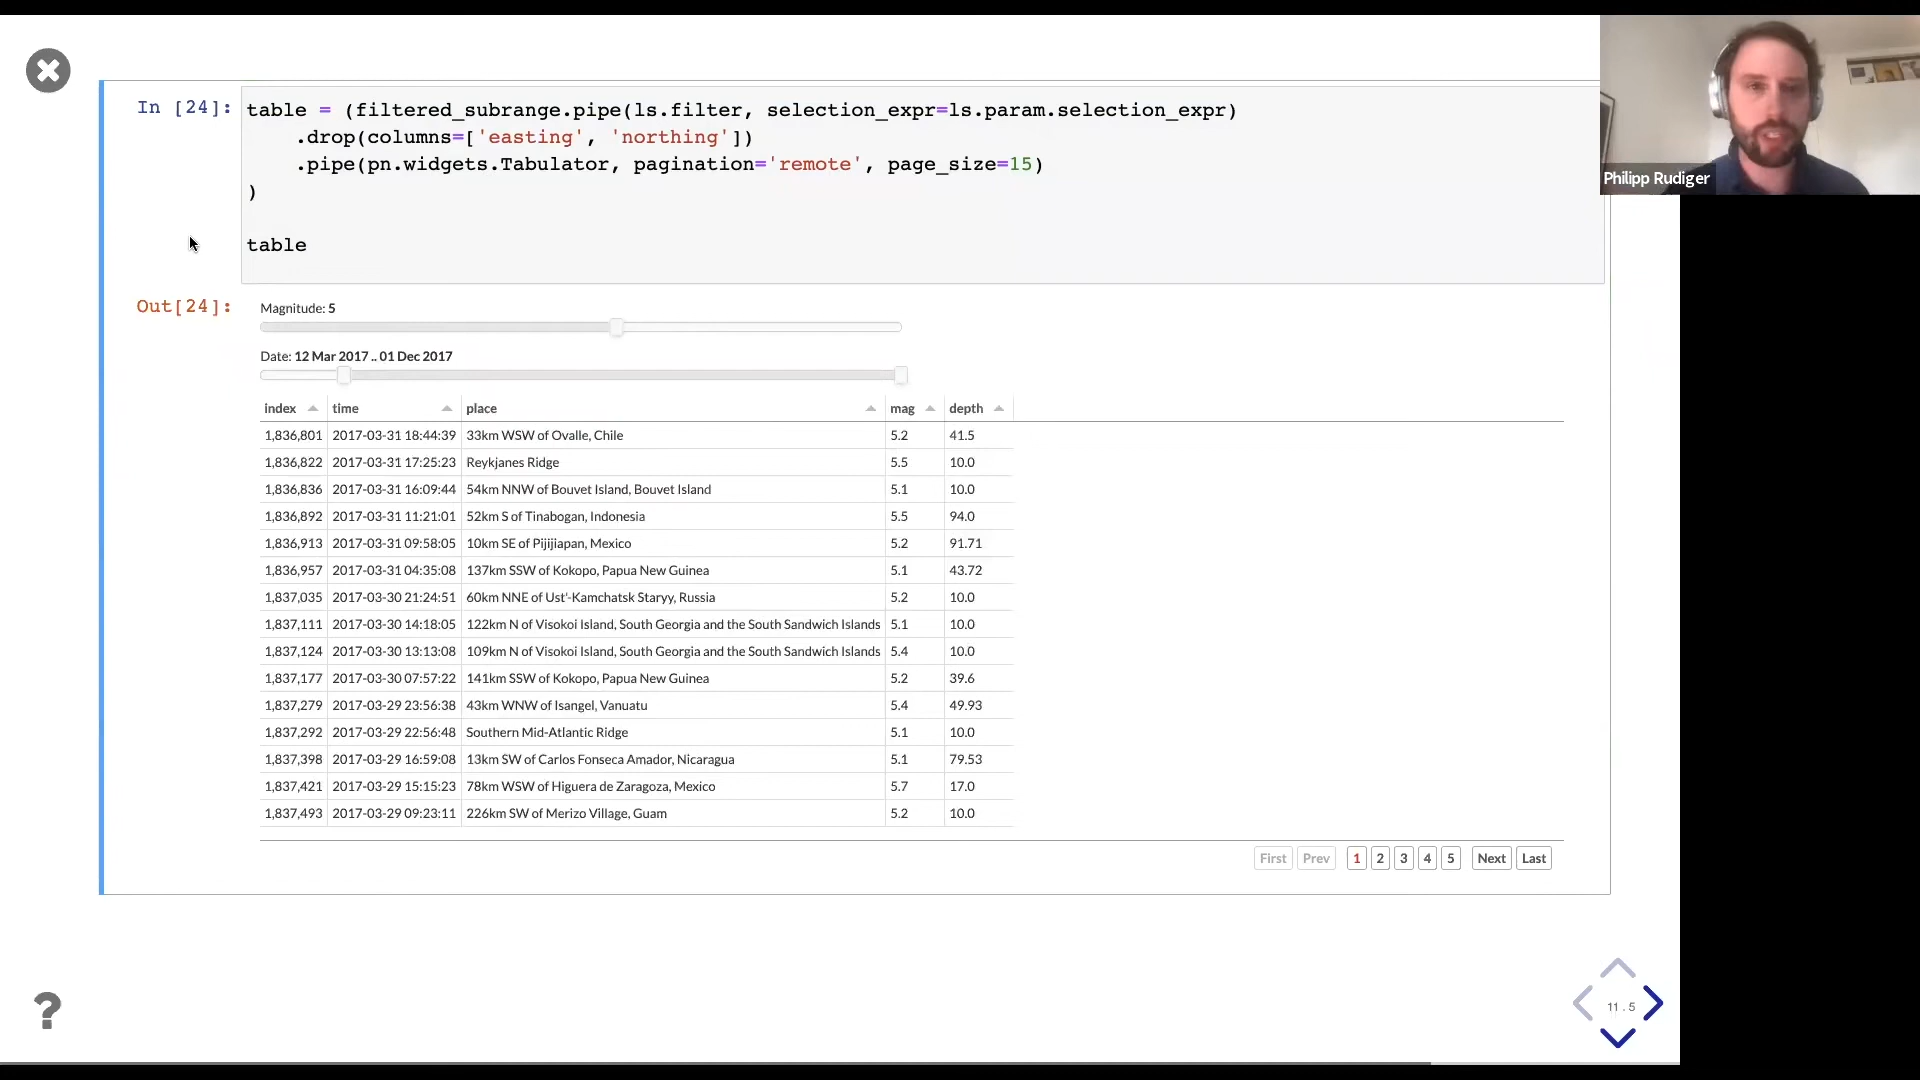 In [24]:
table = (filtered_subrange.pipe(ls.filter, selection_expr=ls.param.selection_expr)
.drop(columns=['easting', 'northing'])
.pipe(pn.widgets.Tabulator, pagination='remote', page_size=15)
)
table
Philipp Rudiger
Out[24]:
Magnitude: 5
Date: 12 Mar 2017 .. 01 Dec 2017
index time place mag depth
1,836,801 2017-03-31 18:44:39 33km WSW of Ovalle, Chile 5.2 41.5
1,836,822 2017-03-31 17:25:23 Reykjanes Ridge 5.5 10.0
1,836,836 2017-03-31 16:09:44 54km NNW of Bouvet Island, Bouvet Island 5.1 10.0
1,836,892 2017-03-31 11:21:01 52km S of Tinabogan, Indonesia 5.5 94.0
1,836,913 2017-03-31 09:58:05 10km SE of Pijijiapan, Mexico 5.2 91.71
1,836,957 2017-03-31 04:35:08 137km SSW of Kokopo, Papua New Guinea 5.1 43.72
1,837,035 2017-03-30 21:24:51 60km NNE of Ust'-Kamchatsk Staryy, Russia 5.2 10.0
1,837,111 2017-03-30 14:18:05 122km N of Visokoi Island, South Georgia and the South Sandwich Islands 5.1 10.0
1,837,124 2017-03-30 13:13:08 109km N of Visokoi Island, South Georgia and the South Sandwich Islands 5.4 10.0
1,837,177 2017-03-30 07:57:22 141km SSW of Kokopo, Papua New Guinea 5.2 39.6
1,837,279 2017-03-29 23:56:38 43km WNW of Isangel, Vanuatu 5.4 49.93
1,837,292 2017-03-29 22:56:48 Southern Mid-Atlantic Ridge 5.1 10.0
1,837,398 2017-03-29 16:59:08 13km SW of Carlos Fonseca Amador, Nicaragua 5.1 79.53
1,837,421 2017-03-29 15:15:23 78km WSW of Higuera de Zaragoza, Mexico 5.7 17.0
1,837,493 2017-03-29 09:23:11 226km SW of Merizo Village, Guam 5.2 10.0
First Prev 1 2 3 4 5 Next Last
?
11.5